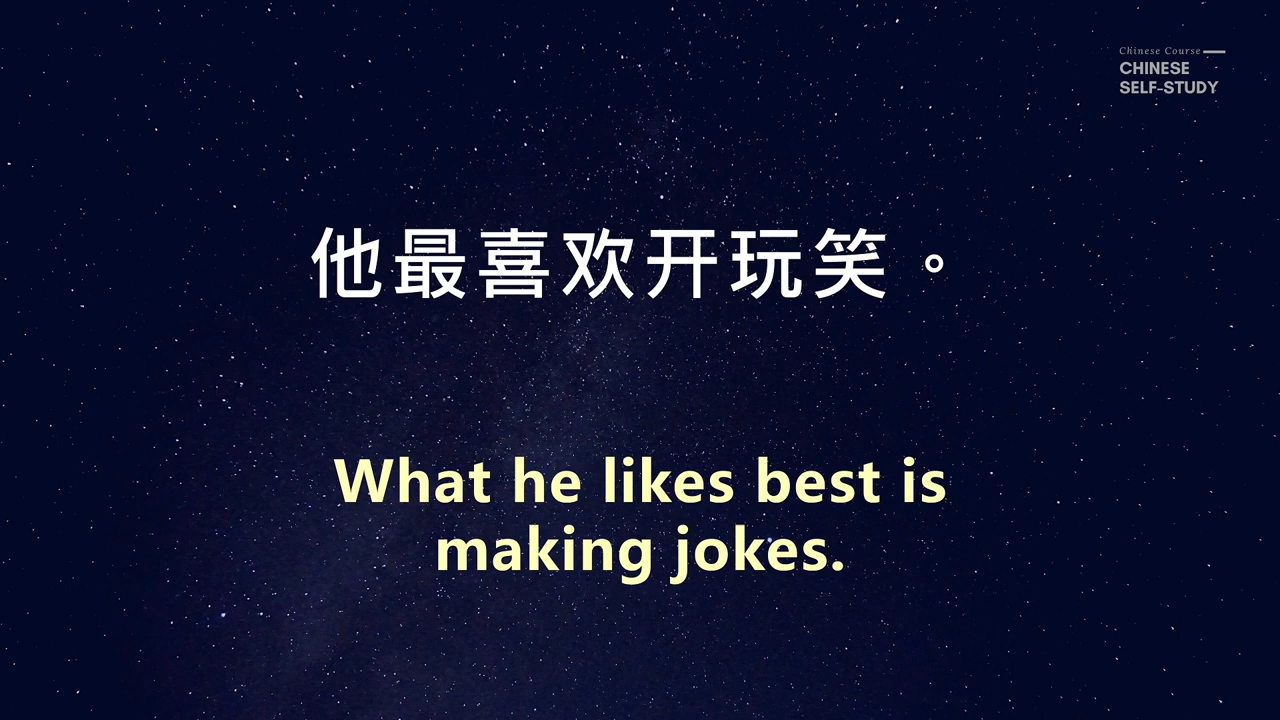 Chinese Course
CHINESE
SELF-STUDY
他最喜欢开玩笑。
What he likes best is
making jokes.